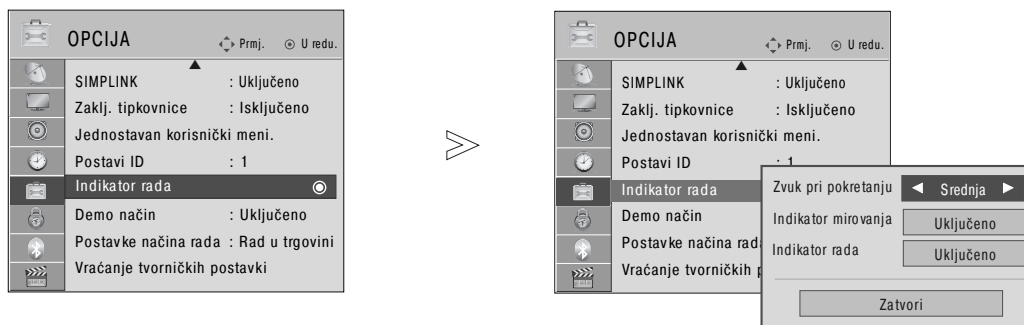 OPCIJA
Prmj. U redu.
SIMPLINK : Uključeno
Zaklj. tipkovnice : Isključeno
Jednostavan korisnički meni.
Postavi ID : 1
Indikator rada
Demo način : Uključeno
Postavke načina rada : Rad u trgovini
Vraćanje tvorničkih postavki
OPCIJA
Prmj. U redu.
SIMPLINK : Uključeno
Zaklj. tipkovnice : Isključeno
Jednostavan korisnički meni.
Postavi ID : 1
Indikator rada
Demo način
Postavke načina rada
Vraćanje tvorničkih p
Zvuk pri pokretanju Srednja
Indikator mirovanja Uključeno
Indikator rada Uključeno
Zatvori